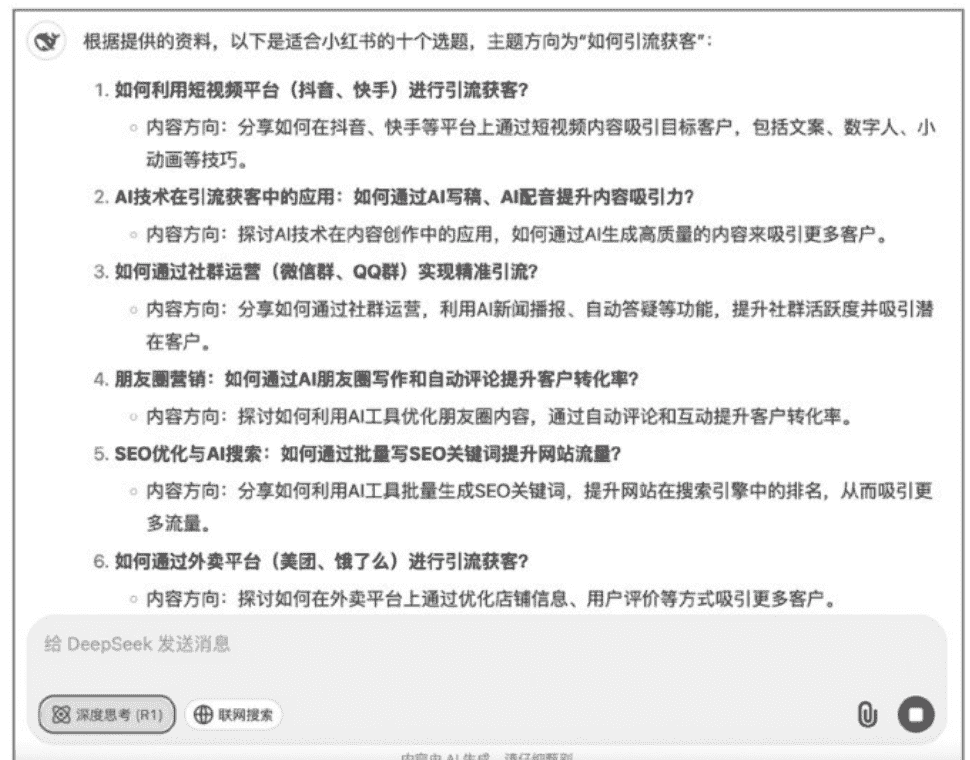 根据提供的资料，以下是适合小红书的十个选题，主题方向为“如何引流获客”：
1. 如何利用短视频平台（抖音、快手）进行引流获客？
○ 内容方向：分享如何在抖音、快手等平台上通过短视频内容吸引目标客户，包括文案、数字人、小
动画等技巧。
2. AI技术在引流获客中的应用：如何通过AI写稿、AI配音提升内容吸引力？
○ 内容方向：探讨AI技术在内容创作中的应用，如何通过AI生成高质量的内容来吸引更多客户。
3. 如何通过社群运营（微信群、QQ群）实现精准引流？
○ 内容方向：分享如何通过社群运营，利用AI新闻播报、自动答疑等功能，提升社群活跃度并吸引潜
在客户。
4. 朋友圈营销：如何通过AI朋友圈写作和自动评论提升客户转化率？
○ 内容方向：探讨如何利用AI工具优化朋友圈内容，通过自动评论和互动提升客户转化率。
5. SEO优化与AI搜索：如何通过批量写SEO关键词提升网站流量？
○ 内容方向：分享如何利用AI工具批量生成SEO关键词，提升网站在搜索引擎中的排名，从而吸引更
多流量。
6. 如何通过外卖平台（美团、饿了么）进行引流获客？
○ 内容方向：探讨如何在外卖平台上通过优化店铺信息、用户评价等方式吸引更多客户。
给 DeepSeek 发送消息
深度思考 (R1) 联网搜索
内容由 AI 生成，请仔细甄别